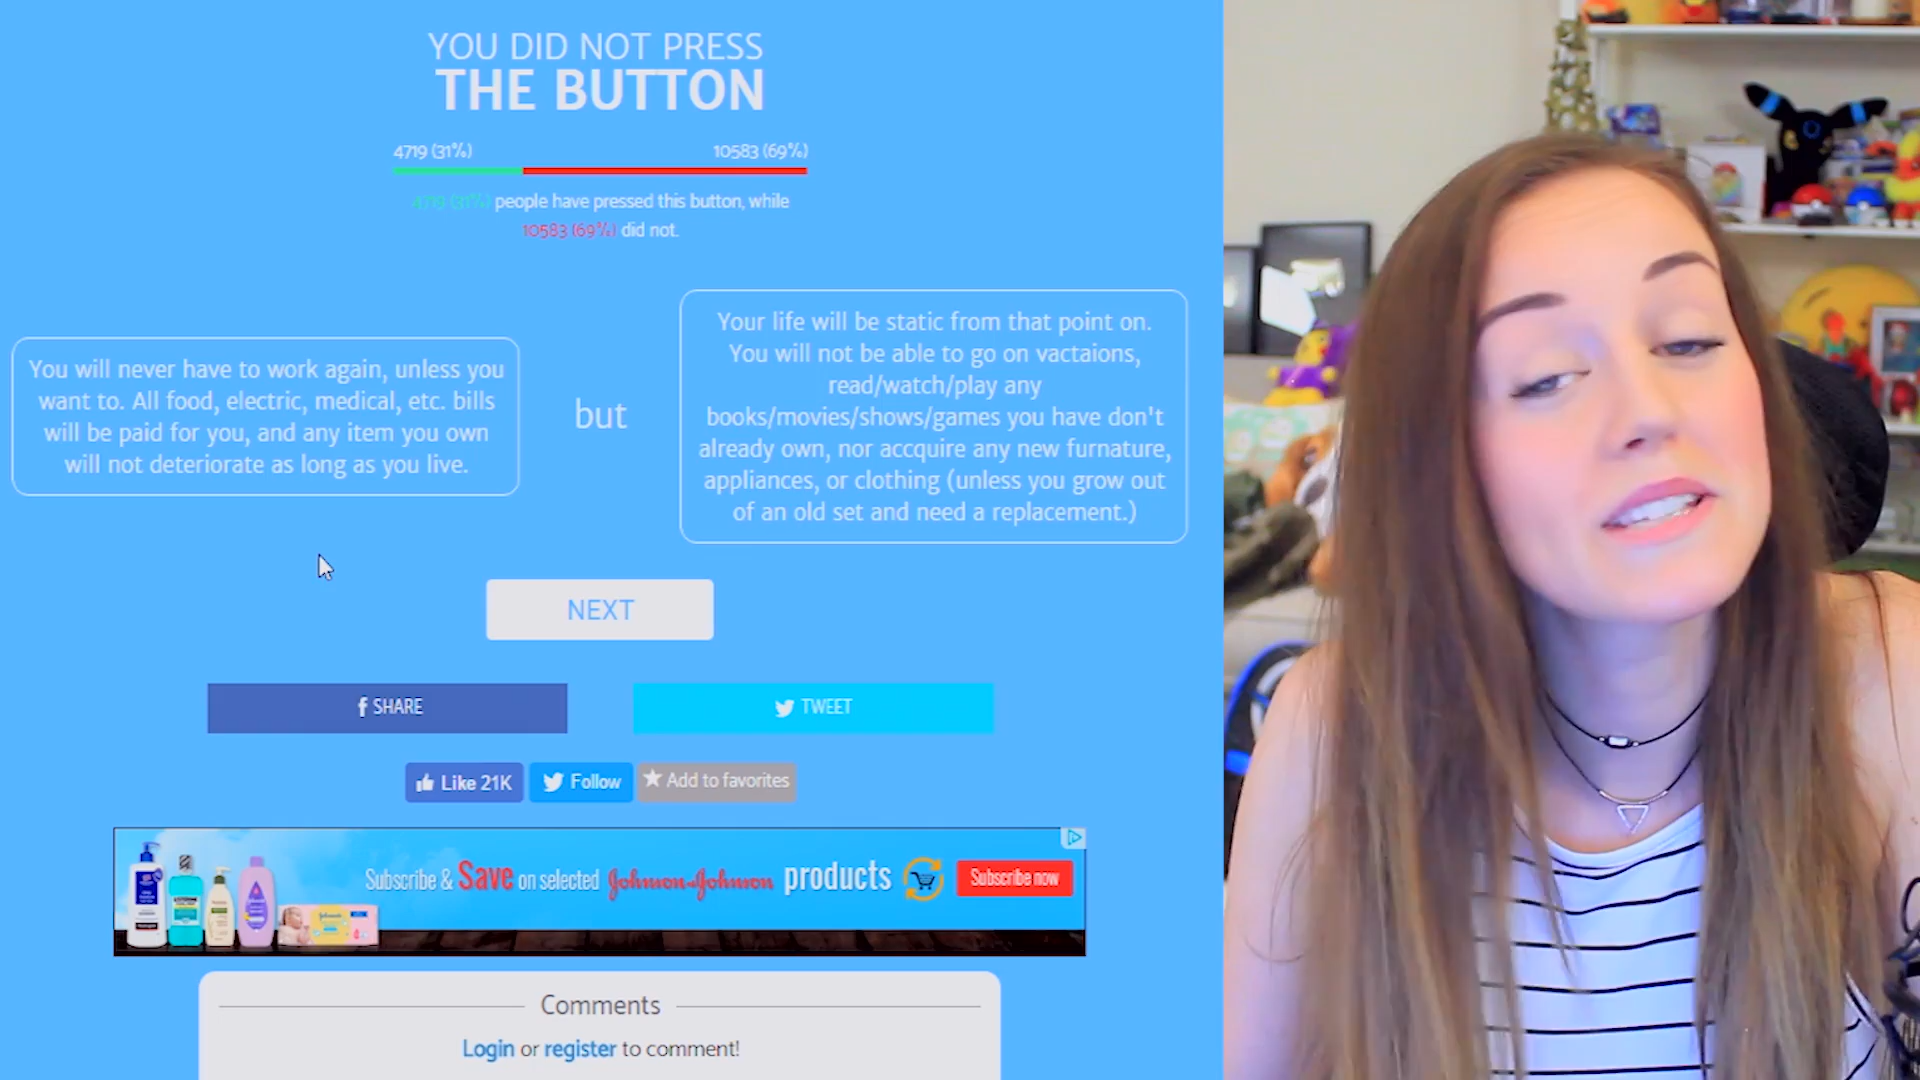 YOU DID NOT PRESS
THE BUTTON
4719 (31%)
10583 (69%)
4719 (31%) people have pressed this button, while
10583 (69%) did not.
You will never have to work again, unless you
want to. All food, electric, medical, etc. bills
will be paid for you, and any item you own
will not deteriorate as long as you live.
but
Your life will be static from that point on.
You will not be able to go on vactaions,
read/watch/play any
books/movies/shows/games you have don't
already own, nor accquire any new furnature,
appliances, or clothing (unless you grow out
of an old set and need a replacement.)
NEXT
SHARE
TWEET
Like 21K
Follow
Add to favorites
Subscribe & Save on selected Johnson & Johnson products
Subscribe now
Comments
Login or register to comment!